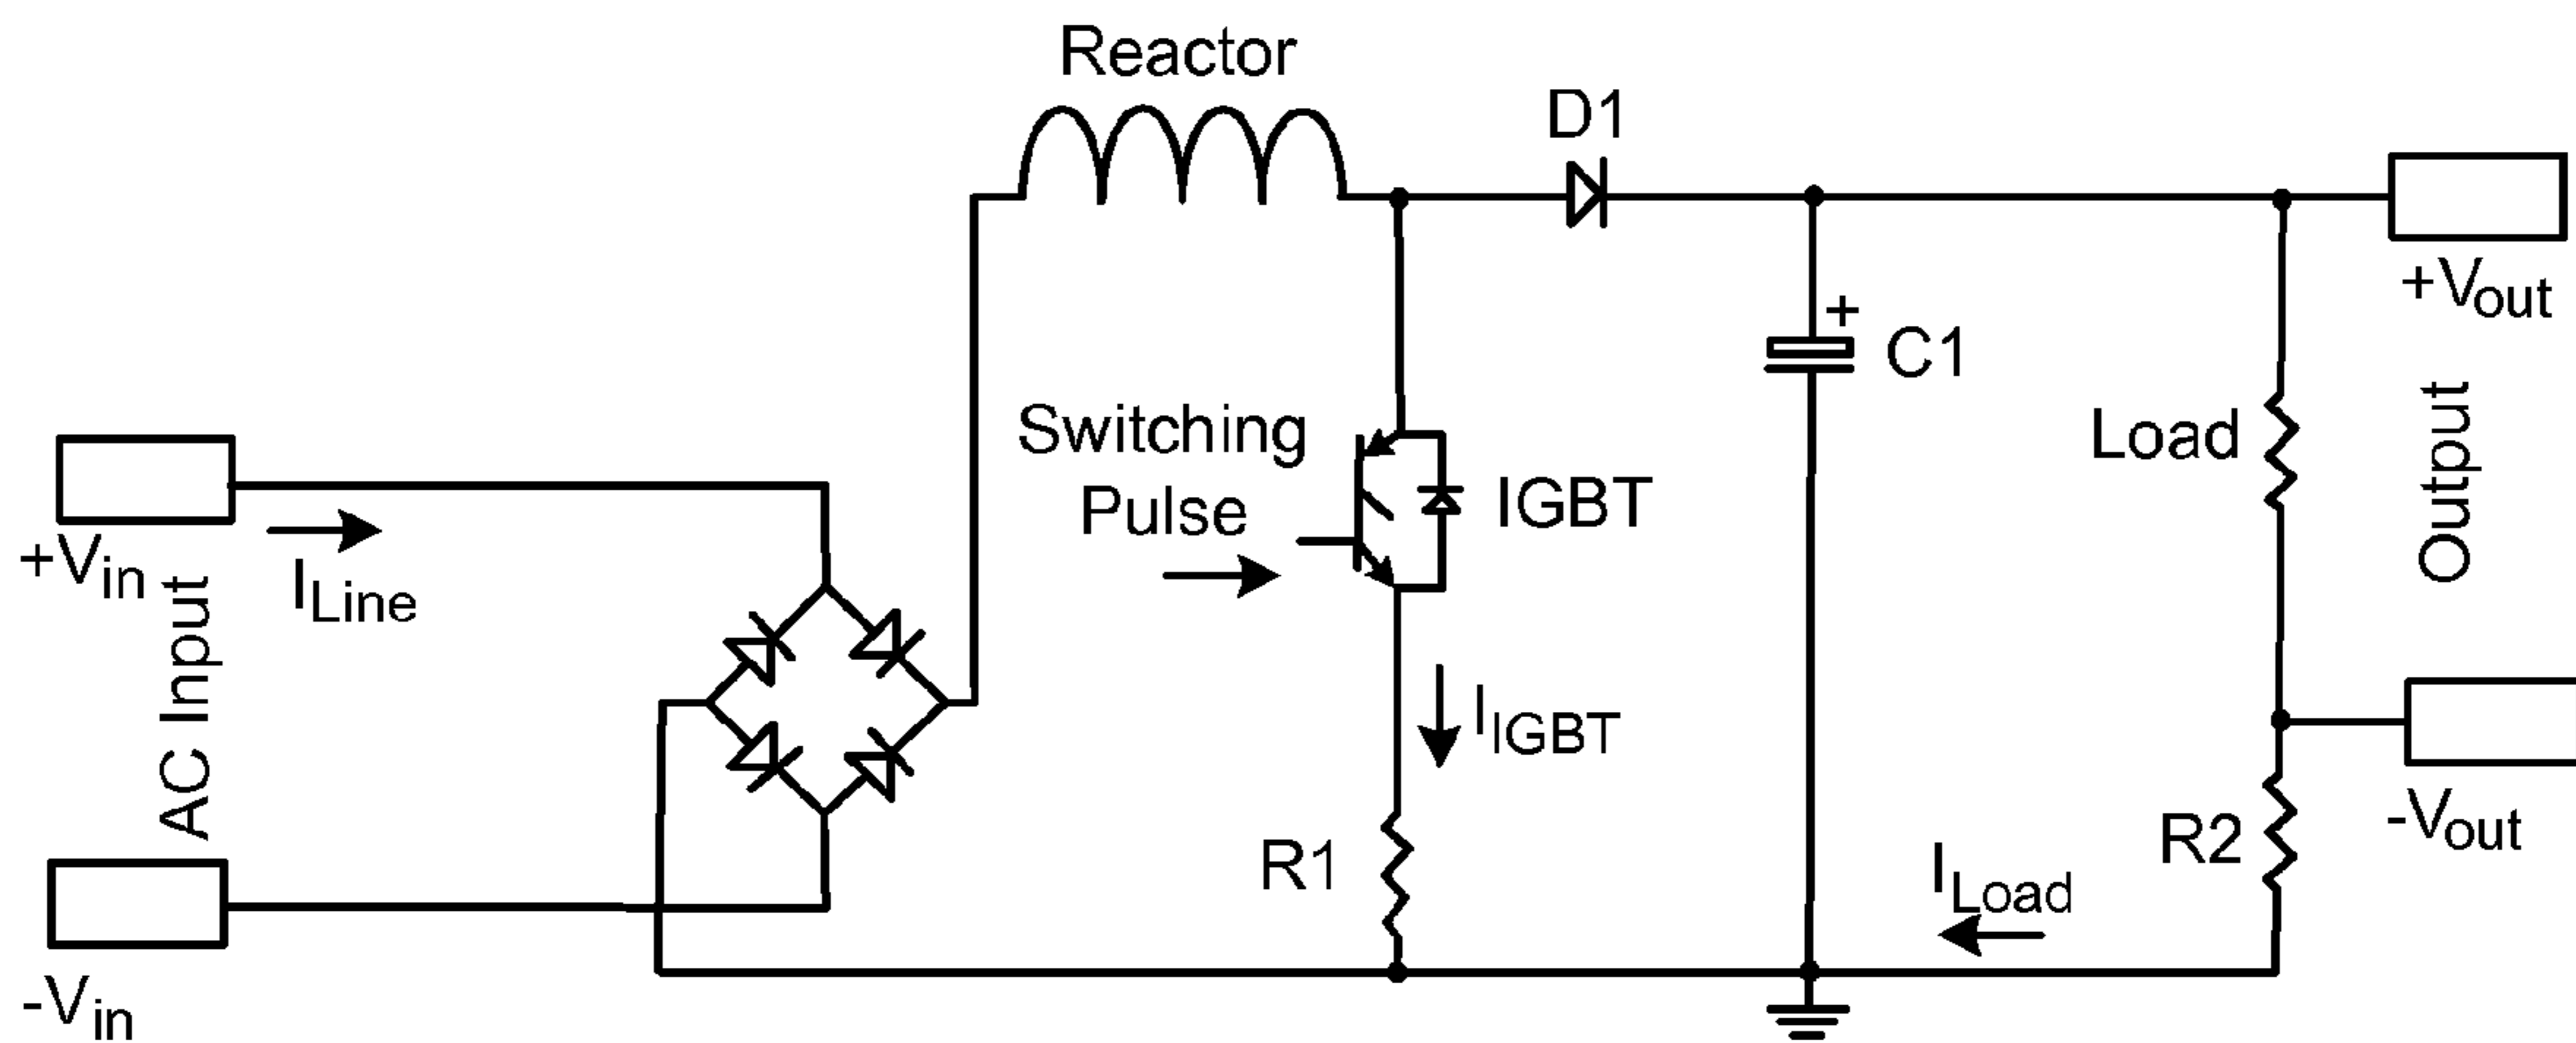 Reactor
D1
+Vout
+
C1
Switching
Pulse
IGBT
Load
Output
+Vin
ILine
AC Input
IIGBT
R1
ILoad
R2
-Vout
-Vin